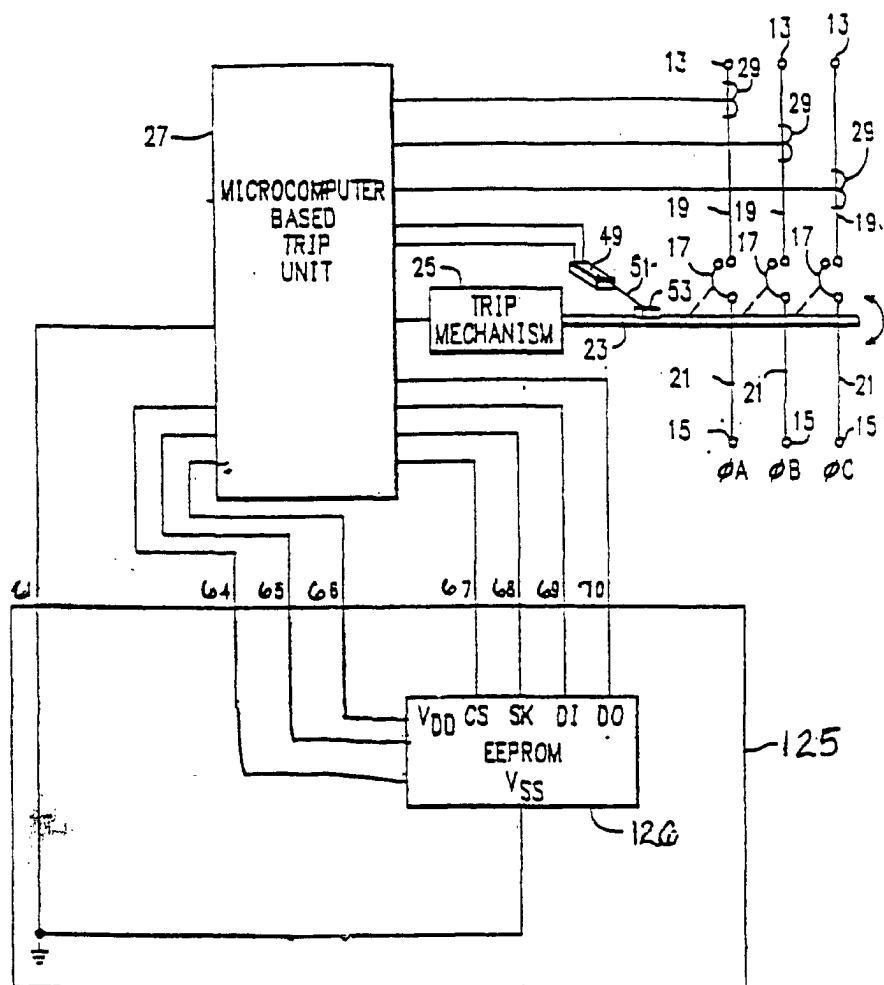 13 13 13
29
29
27
29
MICROCOMPUTER
BASED
TRIP
UNIT
19 19 19
49
17 17 17
25
51
53
TRIP
MECHANISM
23
21 21 21
15 15 15
ØA ØB ØC
61 64 65 66 67 68 69 70
VDD CS SK DI DO
EEPROM
VSS
125
126